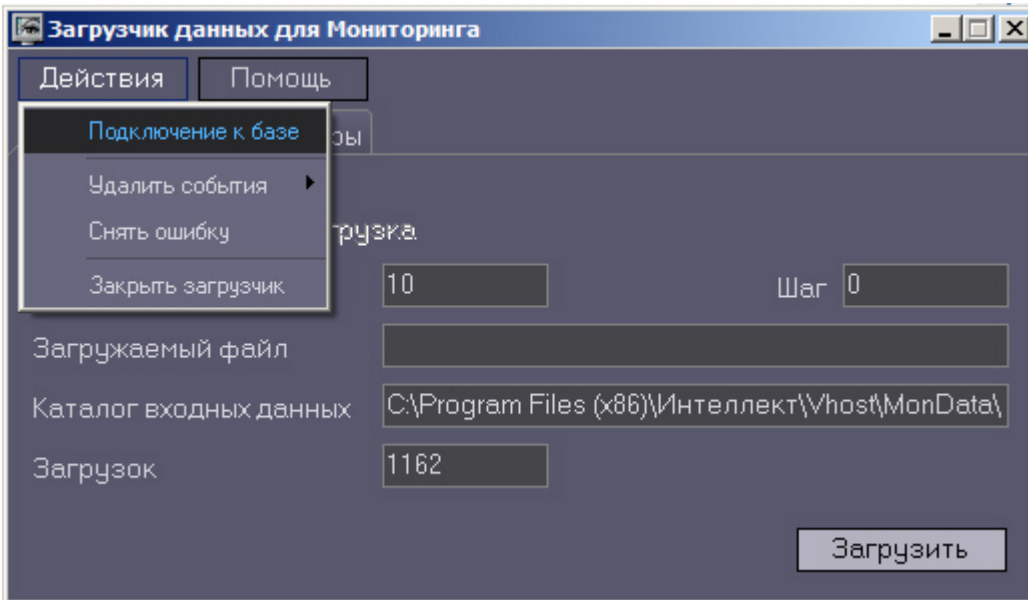 Загрузчик данных для Мониторинга
Действия Помощь
Подключение к базе
Удалить события
Снять ошибку
Закрыть загрузчик
10 Шаг 0
Загружаемый файл
Каталог входных данных C:\Program Files (x86)\Интеллект\Vhost\MonData\
Загрузок 1162
Загрузить